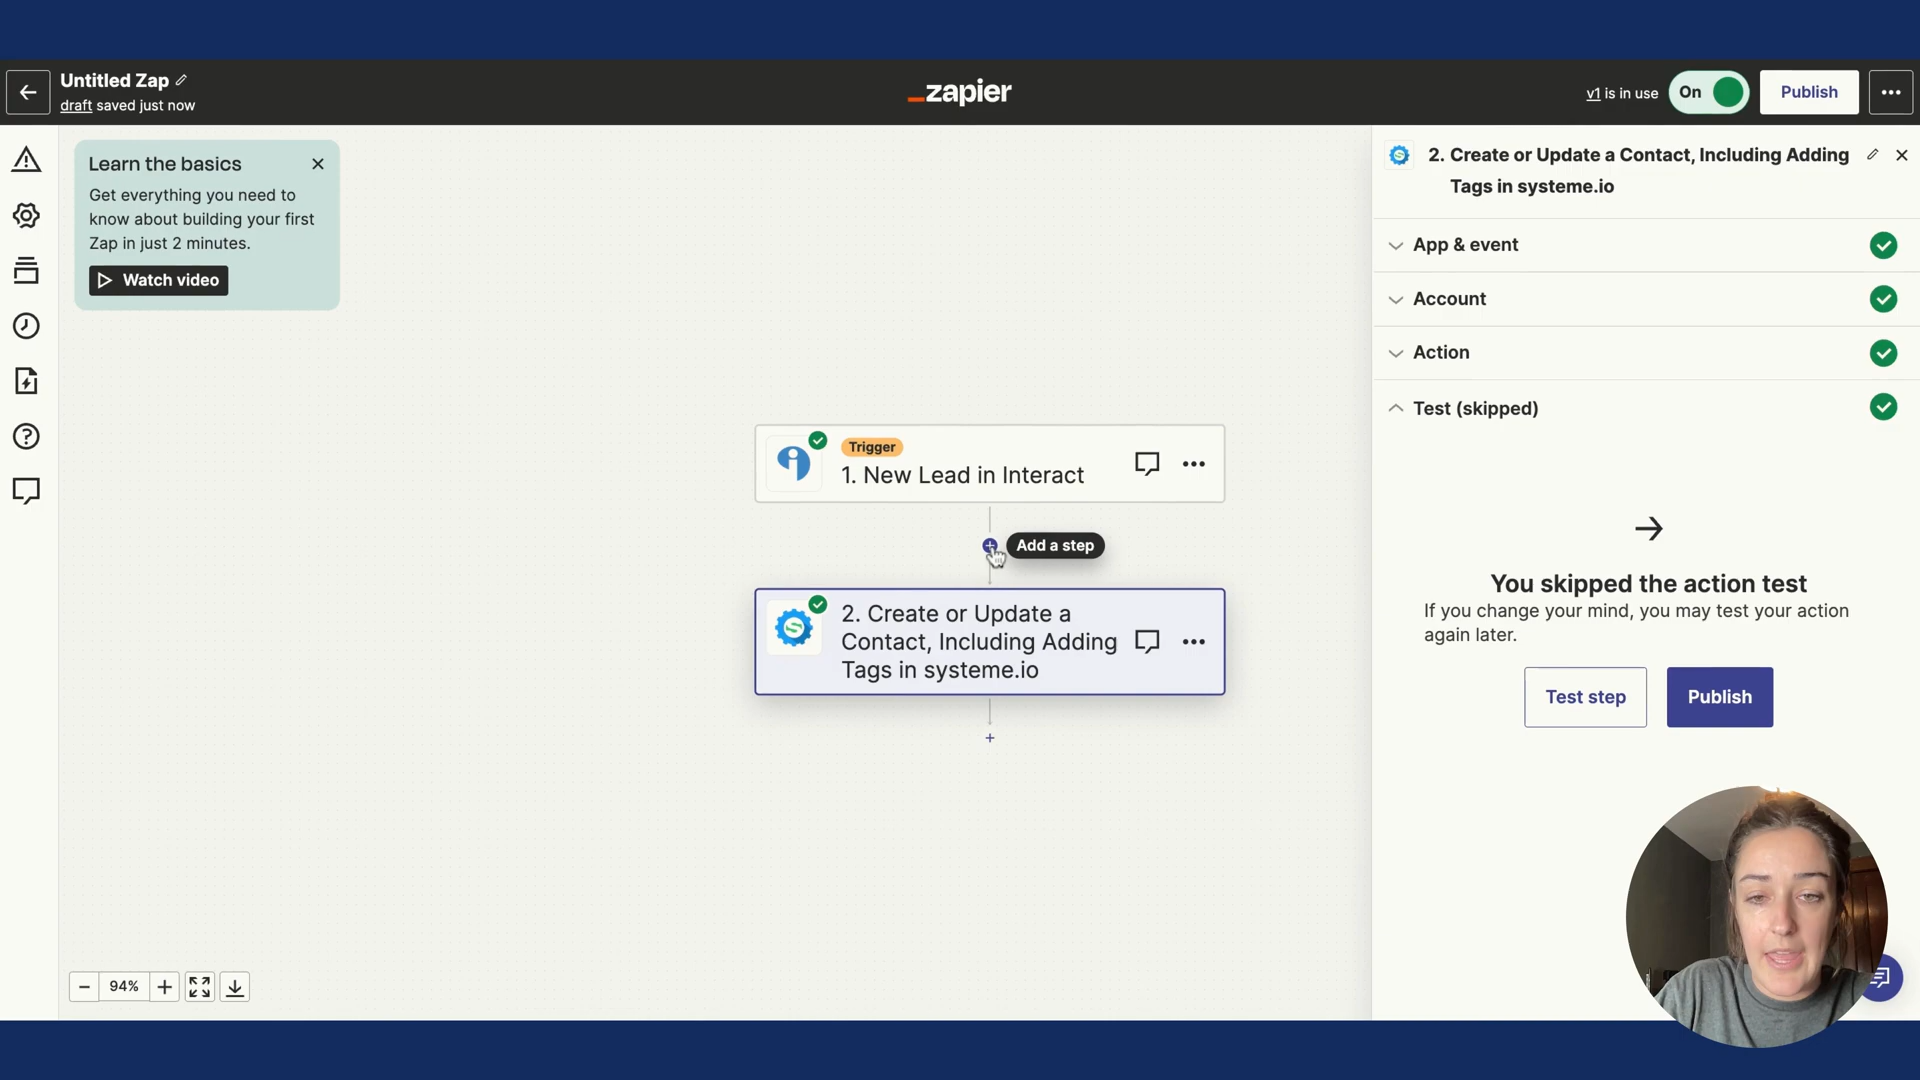 Untitled Zap
draft saved just now
_zapier
v1 is in use
On
Publish
Learn the basics
Get everything you need to
know about building your first
Zap in just 2 minutes.
Watch video
Trigger
1. New Lead in Interact
Add a step
2. Create or Update a
Contact, Including Adding
Tags in systeme.io
94%
2. Create or Update a Contact, Including Adding
Tags in systeme.io
App & event
Account
Action
Test (skipped)
You skipped the action test
If you change your mind, you may test your action
again later.
Test step
Publish